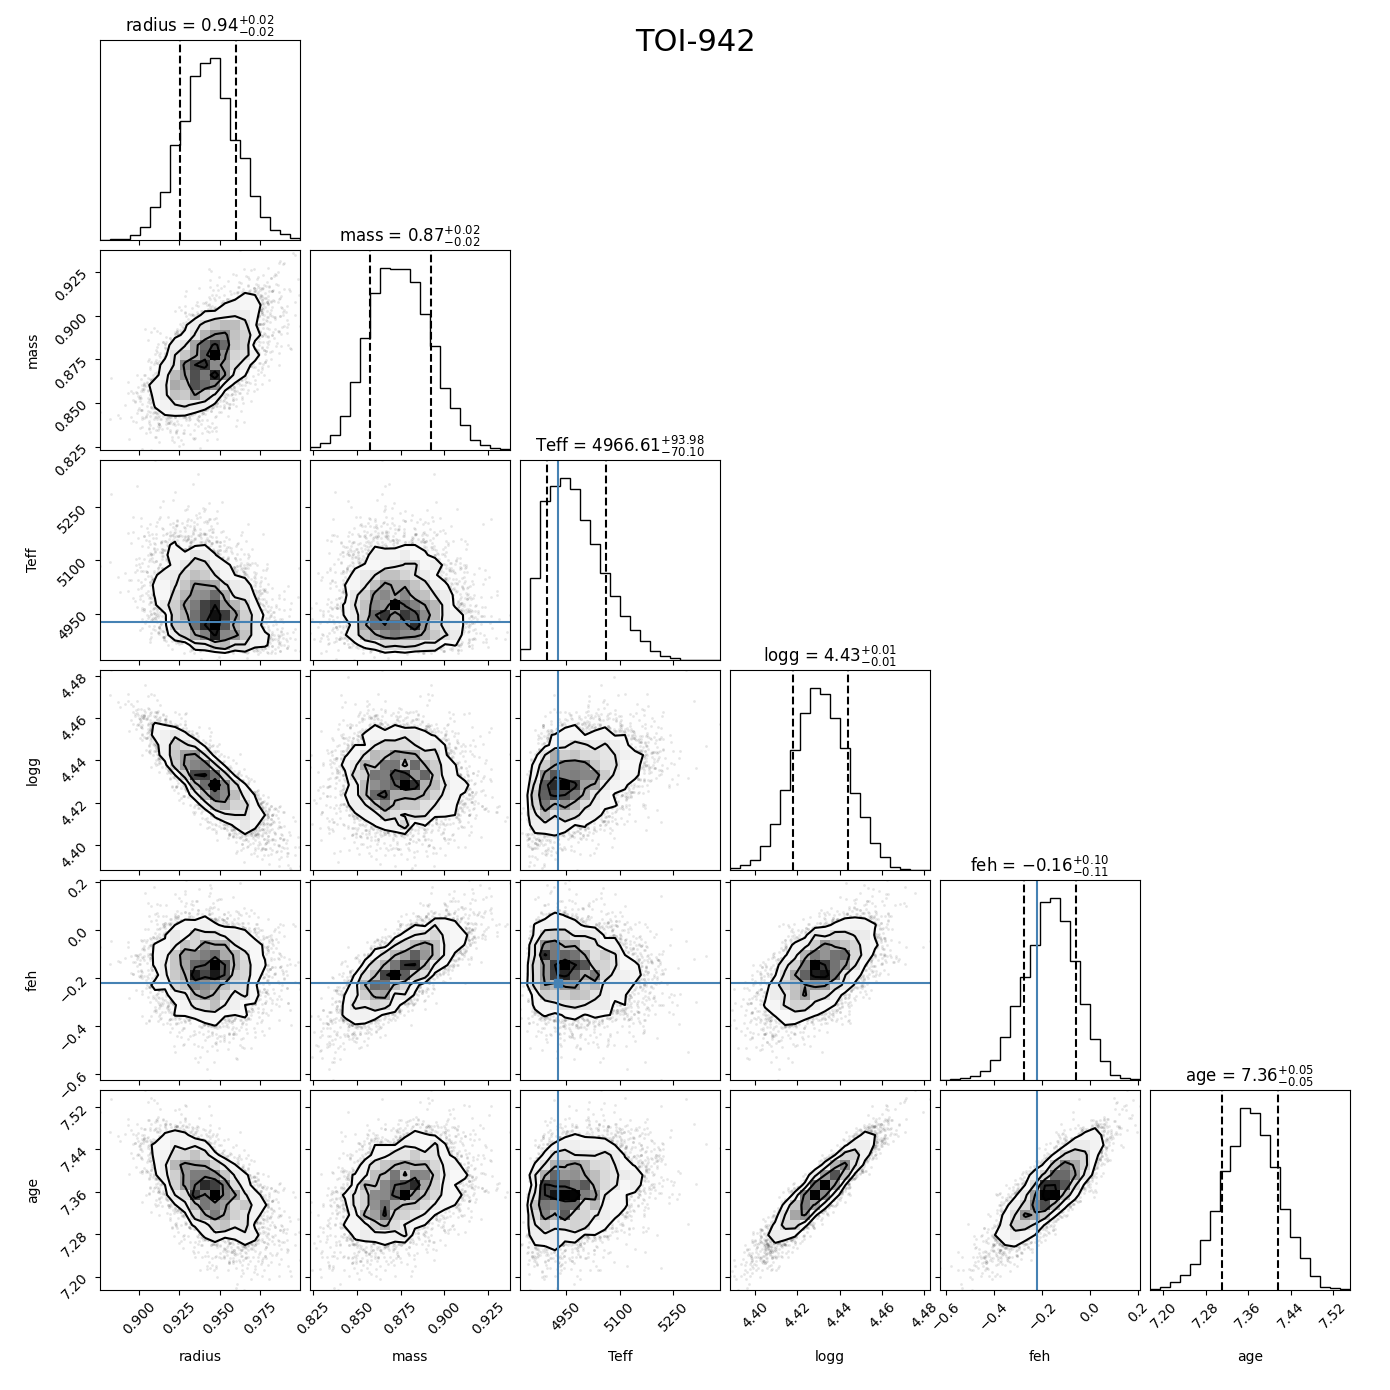 TOI-942
radius = 0.94+0.02 −0.02
mass = 0.87+0.02 −0.02
Teff = 4966.61+93.98 −70.10
logg = 4.43+0.01 −0.01
feh = −0.16+0.10 −0.11
age = 7.36+0.05 −0.05
mass
0.925
0.900
0.875
0.850
0.825
Teff
5250
5100
4950
logg
4.48
4.46
4.44
4.42
4.40
feh
0.2
0.0
−0.2
−0.4
−0.6
age
7.52
7.44
7.36
7.28
7.20
0.900 0.925 0.950 0.975
0.825 0.850 0.875 0.900 0.925
4950 5100 5250
4.40 4.42 4.44 4.46 4.48
−0.6 −0.4 −0.2 0.0 0.2
7.20 7.28 7.36 7.44 7.52
radius mass Teff logg feh age